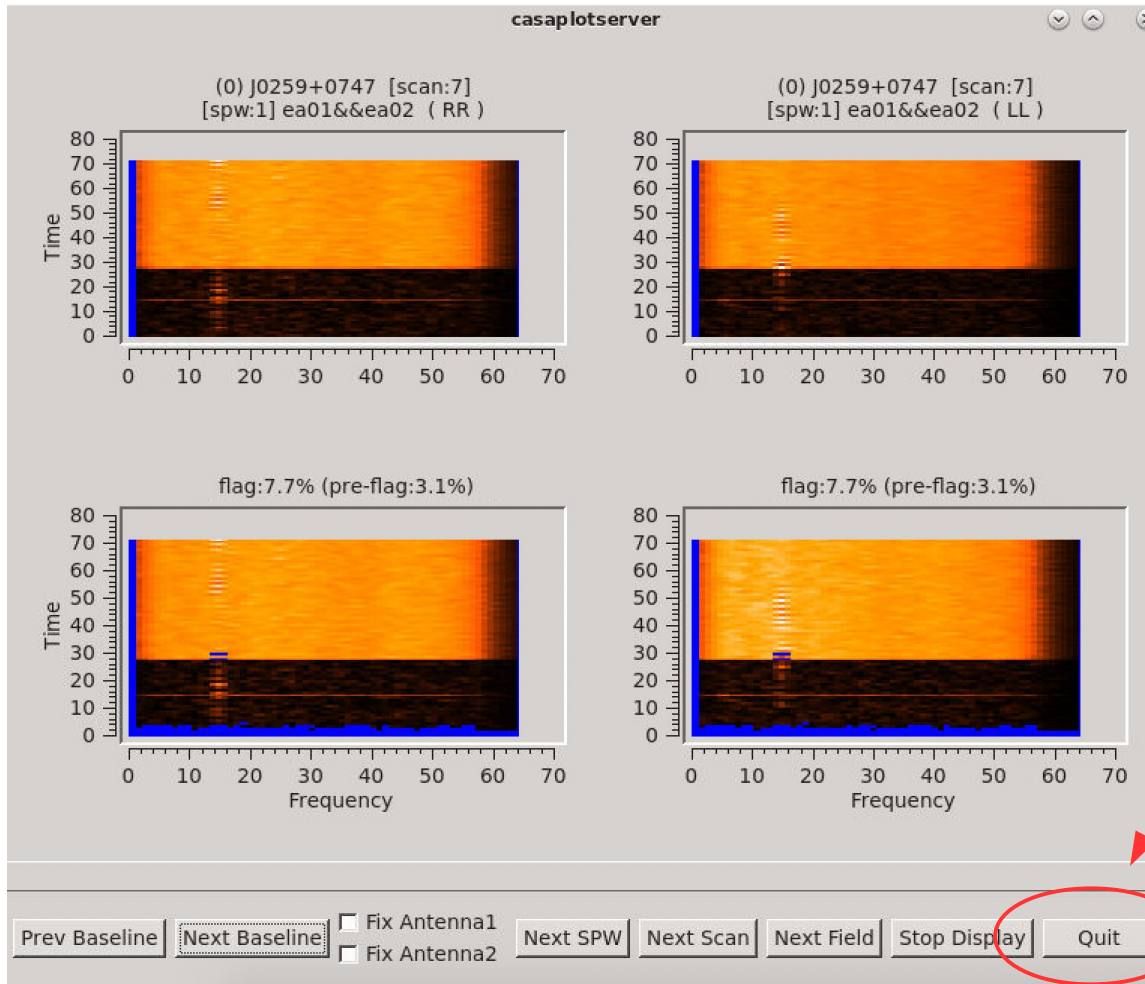 casaplotserver
(0) J0259+0747 [scan:7]
[spw:1] ea01&&ea02 ( RR )
(0) J0259+0747 [scan:7]
[spw:1] ea01&&ea02 ( LL )
80
70
60
50
40
30
20
10
0
Time
0 10 20 30 40 50 60 70
80
70
60
50
40
30
20
10
0
0 10 20 30 40 50 60 70
flag:7.7% (pre-flag:3.1%)
flag:7.7% (pre-flag:3.1%)
80
70
60
50
40
30
20
10
0
Time
0 10 20 30 40 50 60 70
Frequency
80
70
60
50
40
30
20
10
0
0 10 20 30 40 50 60 70
Frequency
Prev Baseline
Next Baseline
Fix Antenna1
Fix Antenna2
Next SPW
Next Scan
Next Field
Stop Display
Quit